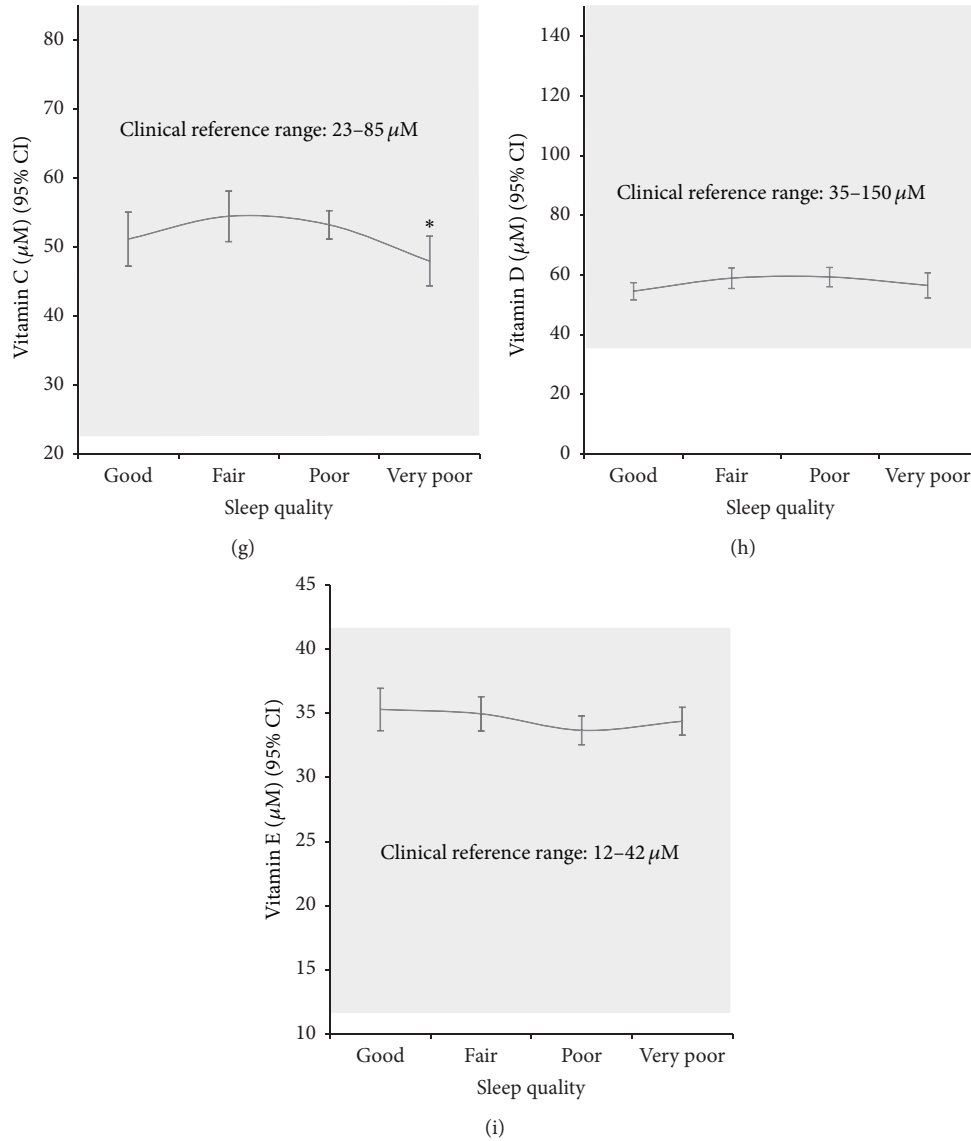 80
70
60
50
40
30
20
Vitamin C (μM) (95% CI)
Clinical reference range: 23–85 μM
*
Good Fair Poor Very poor
Sleep quality
(g)
140
120
100
80
60
40
20
0
Vitamin D (μM) (95% CI)
Clinical reference range: 35–150 μM
Good Fair Poor Very poor
Sleep quality
(h)
45
40
35
30
25
20
15
10
Vitamin E (μM) (95% CI)
Clinical reference range: 12–42 μM
Good Fair Poor Very poor
Sleep quality
(i)